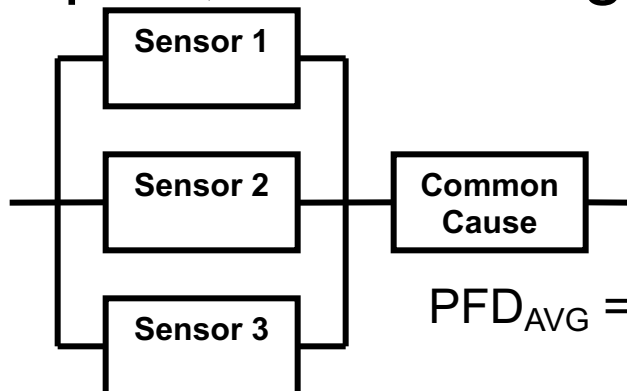 Sensor 1
Sensor 2
Common
Cause
PFD_AVG =
Sensor 3